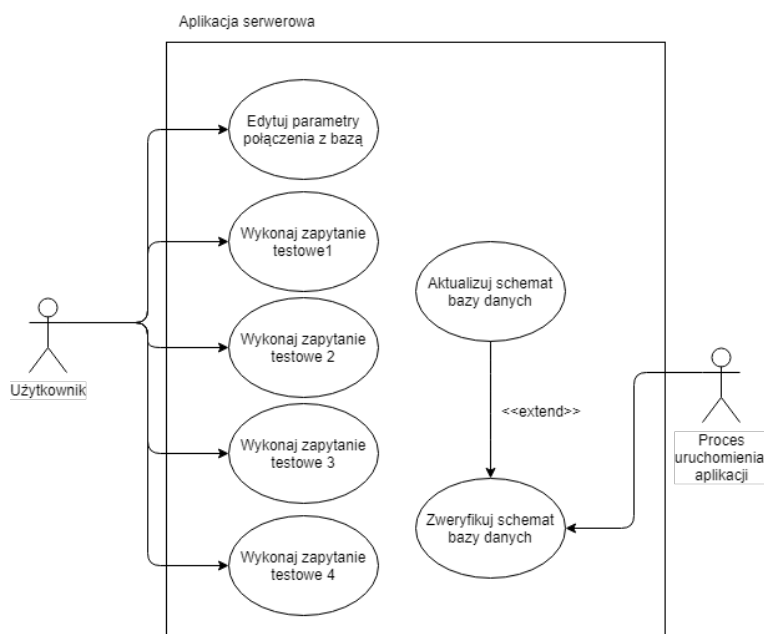 Aplikacja serwerowa
Edytuj parametry
połączenia z bazą
Wykonaj zapytanie
testowe1
Wykonaj zapytanie
testowe 2
Wykonaj zapytanie
testowe 3
Wykonaj zapytanie
testowe 4
Użytkownik
Aktualizuj schemat
bazy danych
<<extend>>
Zweryfikuj schemat
bazy danych
Proces
uruchomienia
aplikacji